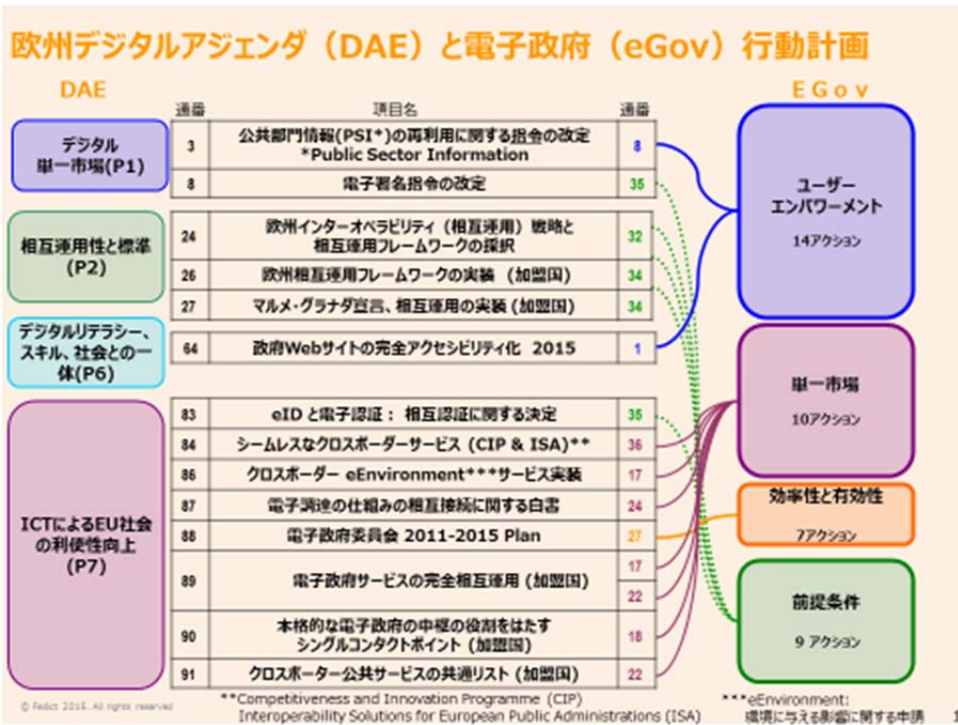 欧州デジタルアジェンダ（DAE）と電子政府（eGov）行動計画
DAE
EGov
通番 項目名 通番
デジタル
単一市場(P1)
3 公共部門情報(PSI*)の再利用に関する指令の改定
*Public Sector Information 8
8 電子署名指令の改定 35
相互運用性と標準
(P2)
24 欧州インターオペラビリティ（相互運用）戦略と
相互運用フレームワークの採択 32
26 欧州相互運用フレームワークの実装 （加盟国） 34
27 マルメ・グラナダ宣言、相互運用の実装 (加盟国) 34
デジタルリテラシー、
スキル、社会との一
体(P6)
64 政府Webサイトの完全アクセシビリティ化 2015 1
ICTによるEU社会
の利便性向上
(P7)
83 eID と電子認証： 相互認証に関する決定 35
84 シームレスなクロスボーダーサービス (CIP & ISA)** 36
86 クロスボーダー eEnvironment***サービス実装 17
87 電子調達の仕組みの相互接続に関する白書 24
88 電子政府委員会 2011-2015 Plan 27
89 電子政府サービスの完全相互運用 (加盟国) 17
22
90 本格的な電子政府の中枢の役割をはたす
シングルコンタクトポイント (加盟国) 18
91 クロスボーター公共サービスの共通リスト (加盟国) 22
ユーザー
エンパワーメント
14アクション
単一市場
10アクション
効率性と有効性
7アクション
前提条件
9 アクション
**Competitiveness and Innovation Programme (CIP)
Interoperability Solutions for European Public Administrations (ISA)
***eEnvironment:
環境に与える影響に関する申請
© Fedict 2015. All rights reserved